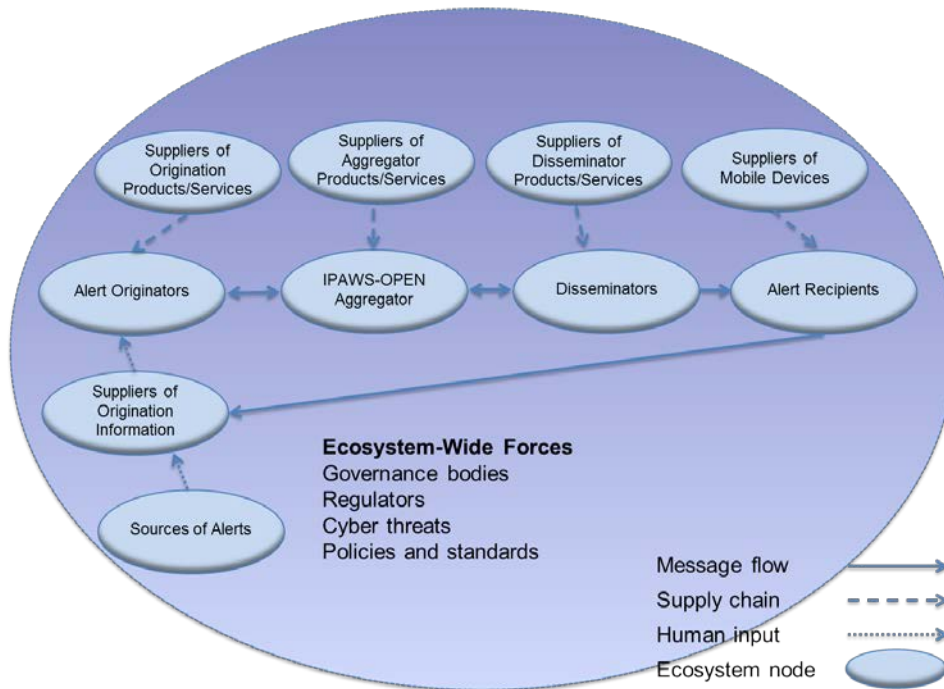 Suppliers of
Origination
Products/Services
Suppliers of
Aggregator
Products/Services
Suppliers of
Disseminator
Products/Services
Suppliers of
Mobile Devices
Alert Originators
IPAWS-OPEN
Aggregator
Disseminators
Alert Recipients
Suppliers of
Origination
Information
Sources of Alerts
Ecosystem-Wide Forces
Governance bodies
Regulators
Cyber threats
Policies and standards
Message flow
Supply chain
Human input
Ecosystem node